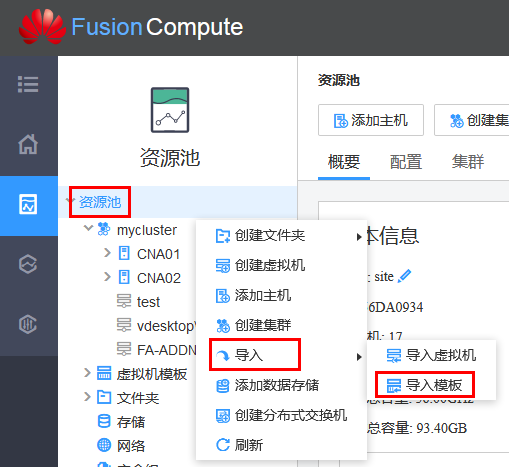 FusionCompute
资源池
资源池
mycluster
CNA01
CNA02
test
vdesktop
FA-ADDN
虚拟机模板
文件夹
存储
网络
资源池
添加主机
创建集群
概要
配置
集群
本信息
: site
6DA0934
机: 17
总容量: 93.40GB
创建文件夹
创建虚拟机
添加主机
创建集群
导入
添加数据存储
创建分布式交换机
刷新
导入虚拟机
导入模板